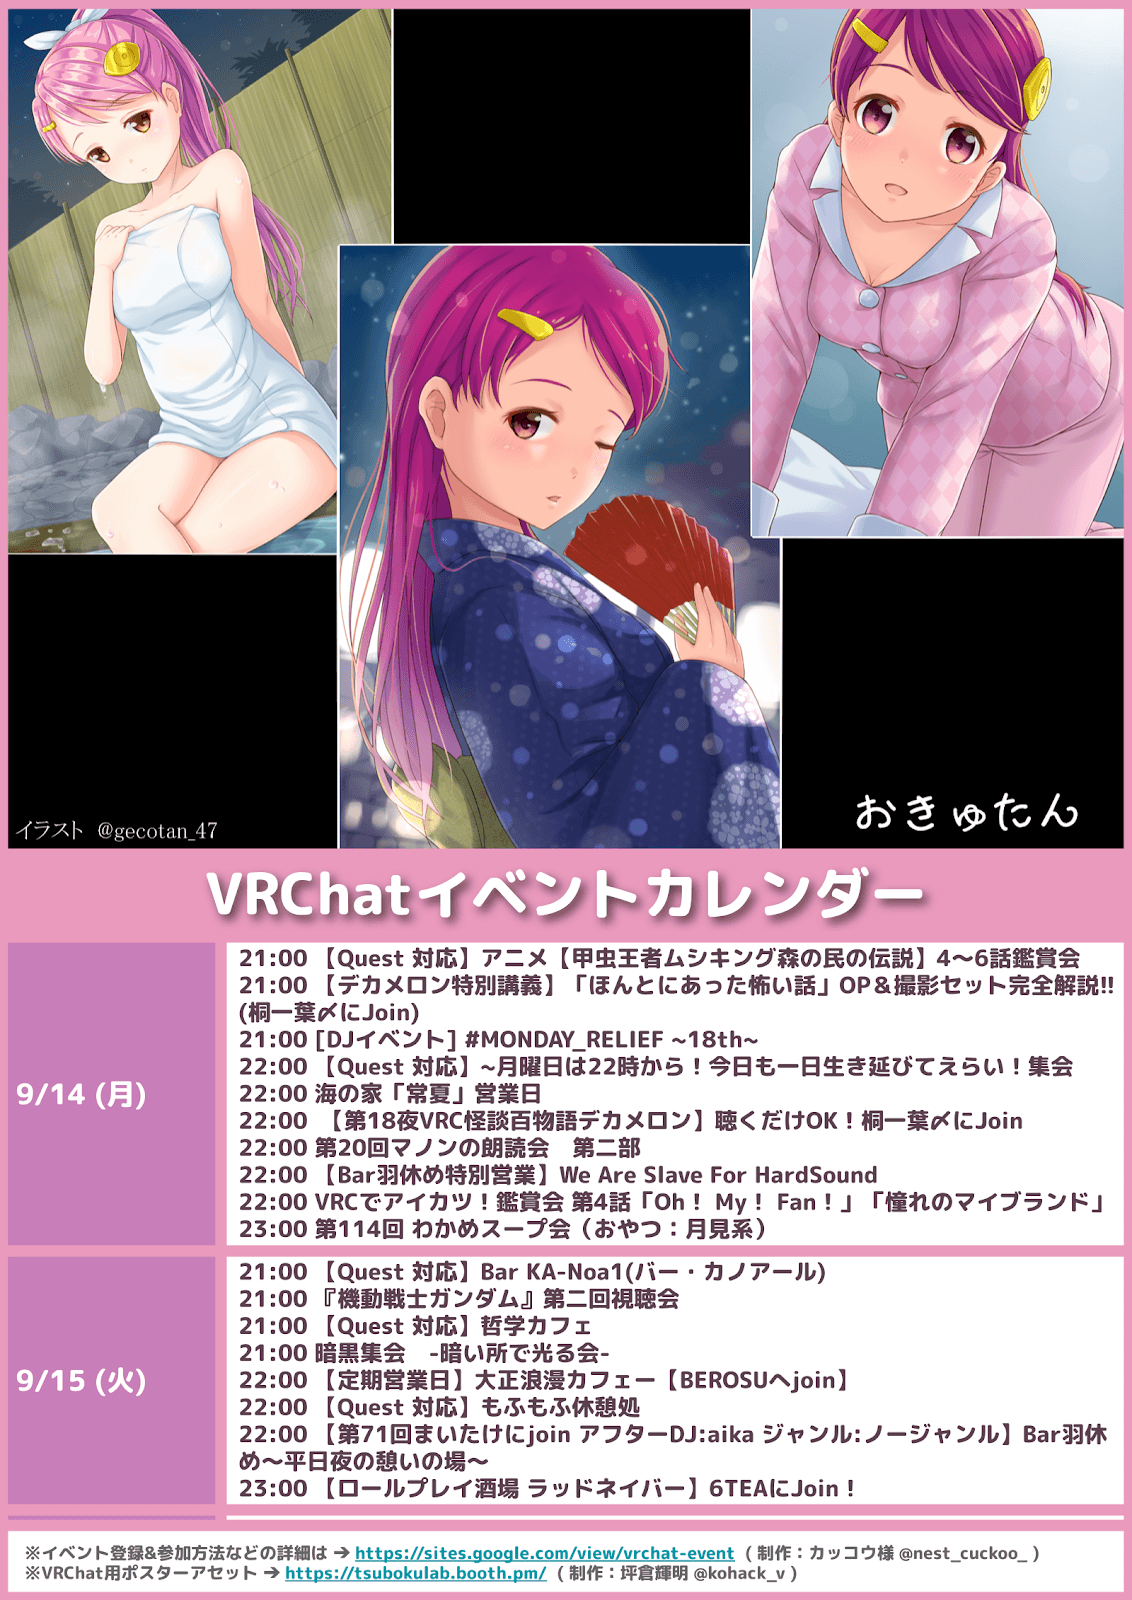 イラスト @gecotan_47
おきゅたん
VRChatイベントカレンダー
9/14 (月)
21:00 【Quest 対応】アニメ【甲虫王者ムシキング森の民の伝説】4～6話鑑賞会
21:00 【デカメロン特別講義】「ほんとにあった怖い話」OP＆撮影セット完全解説!!
(桐一葉〆にJoin)
21:00 [DJイベント] #MONDAY_RELIEF ~18th~
22:00 【Quest 対応】~月曜日は22時から！今日も一日生き延びてえらい！集会
22:00 海の家「常夏」営業日
22:00 【第18夜VRC怪談百物語デカメロン】聴くだけOK！桐一葉〆にJoin
22:00 第20回マノンの朗読会　第二部
22:00 【Bar羽休め特別営業】We Are Slave For HardSound
22:00 VRCでアイカツ！鑑賞会 第4話「Oh！ My！ Fan！」「憧れのマイブランド」
23:00 第114回 わかめスープ会（おやつ：月見系）
9/15 (火)
21:00 【Quest 対応】Bar KA-Noa1(バー・カノアール)
21:00 『機動戦士ガンダム』第二回視聴会
21:00 【Quest 対応】哲学カフェ
21:00 暗黒集会　-暗い所で光る会-
22:00 【定期営業日】大正浪漫カフェー【BEROSUへjoin】
22:00 【Quest 対応】もふもふ休憩処
22:00 【第71回まいたけにjoin アフターDJ:aika ジャンル:ノージャンル】Bar羽休
め～平日夜の憩いの場～
23:00 【ロールプレイ酒場 ラッドネイバー】6TEAにJoin！
※イベント登録&参加方法などの詳細は → https://sites.google.com/view/vrchat-event （ 制作：カッコウ様 @nest_cuckoo_ ）
※VRChat用ポスターアセット → https://tsubokulab.booth.pm/ （ 制作：坪倉輝明 @kohack_v ）